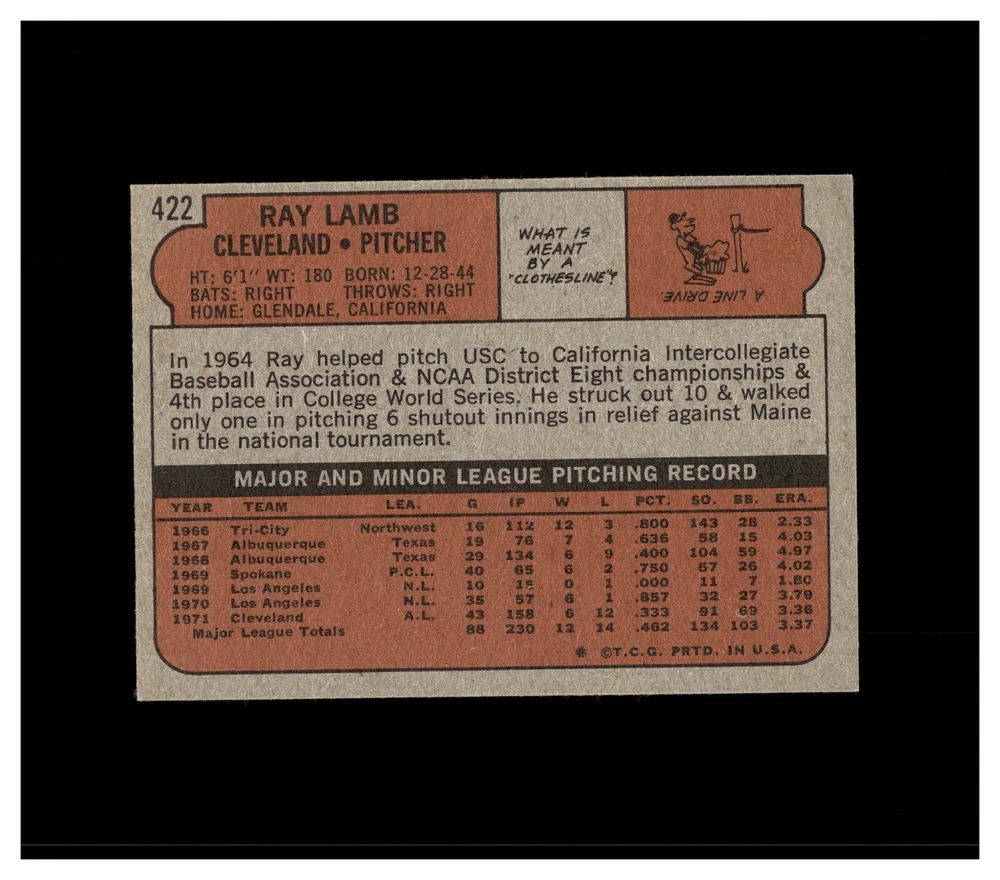 422
RAY LAMB
CLEVELAND • PITCHER
HT: 6'1" WT: 180 BORN: 12-28-44
BATS: RIGHT THROWS: RIGHT
HOME: GLENDALE, CALIFORNIA
WHAT IS
MEANT
BY A
"CLOTHESLINE"?
A LINE DRIVE.
In 1964 Ray helped pitch USC to California Intercollegiate
Baseball Association & NCAA District Eight championships &
4th place in College World Series. He struck out 10 & walked
only one in pitching 6 shutout innings in relief against Maine
in the national tournament.
MAJOR AND MINOR LEAGUE PITCHING RECORD
YEAR TEAM LEA. G IP W L PCT. SO. BB. ERA.
1966 Tri-City Northwest 16 112 12 3 .800 143 28 2.33
1967 Albuquerque Texas 19 76 7 4 .636 58 15 4.03
1968 Albuquerque Texas 29 134 6 9 .400 104 59 4.97
1969 Spokane P.C.L. 40 65 6 2 .750 57 26 4.02
1969 Los Angeles N.L. 10 15 0 1 .000 11 7 1.80
1970 Los Angeles N.L. 35 57 6 1 .857 32 27 3.79
1971 Cleveland A.L. 43 158 6 12 .333 91 69 3.36
Major League Totals 88 230 12 14 .462 134 103 3.37
* ©T.C.G. PRTD. IN U.S.A.